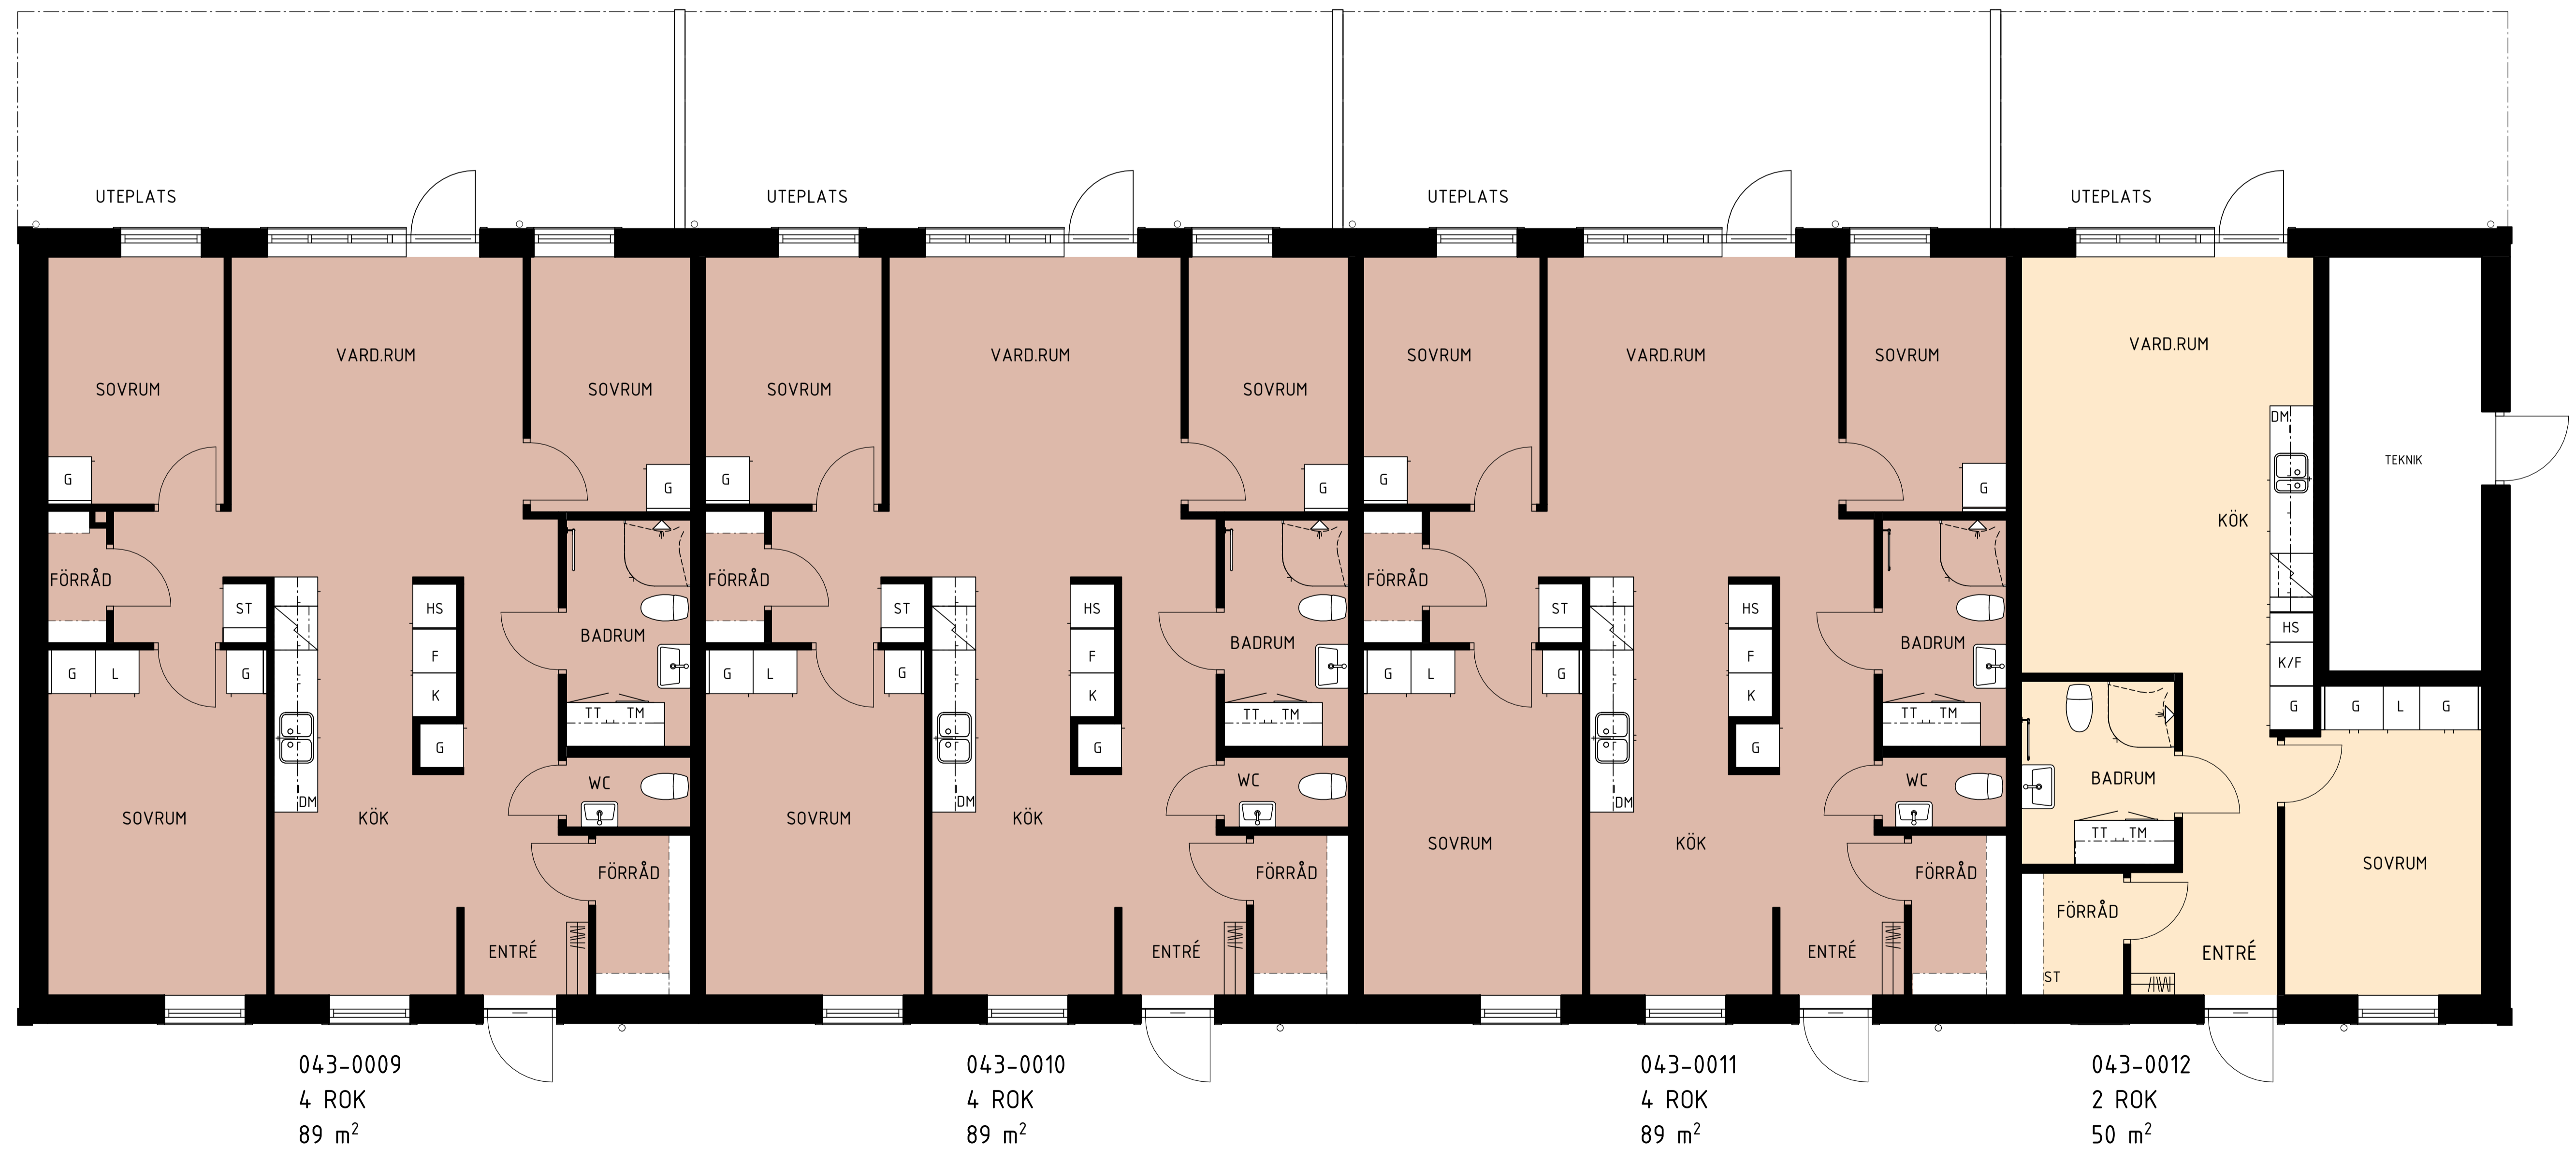 UTEPLATS
UTEPLATS
UTEPLATS
UTEPLATS
SOVRUM
VARD.RUM
SOVRUM
G
G
FÖRRÅD
ST
HS
F
K
G
BADRUM
TT TM
G L
G
DM
WC
SOVRUM
KÖK
FÖRRÅD
ENTRÉ
SOVRUM
VARD.RUM
SOVRUM
G
G
FÖRRÅD
ST
HS
F
K
G
BADRUM
TT TM
G L
G
DM
WC
SOVRUM
KÖK
FÖRRÅD
ENTRÉ
SOVRUM
VARD.RUM
SOVRUM
G
G
FÖRRÅD
ST
HS
F
K
G
BADRUM
TT TM
G L
G
DM
WC
SOVRUM
KÖK
FÖRRÅD
ENTRÉ
VARD.RUM
DM
TEKNIK
KÖK
HS
K/F
G
G L G
BADRUM
TT TM
SOVRUM
FÖRRÅD
ENTRÉ
ST
043-0009
4 ROK
89 m²
043-0010
4 ROK
89 m²
043-0011
4 ROK
89 m²
043-0012
2 ROK
50 m²